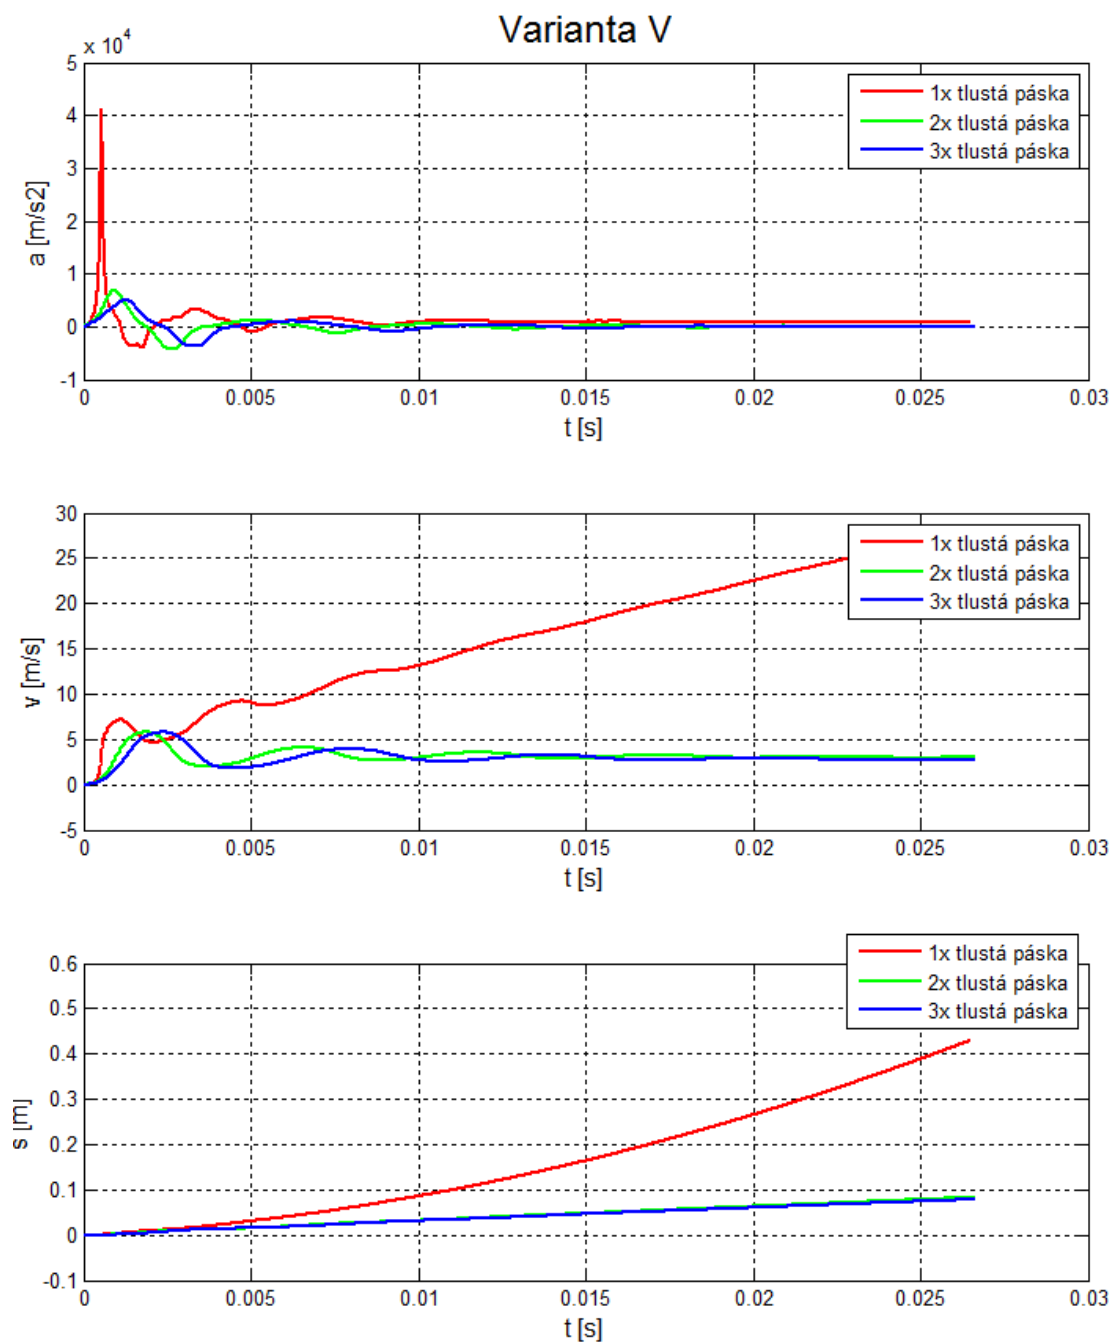 Varianta V
x 10^4
5
4
3
2
1
0
-1
a [m/s2]
1x tlustá páska
2x tlustá páska
3x tlustá páska
0 0.005 0.01 0.015 0.02 0.025 0.03
t [s]
30
25
20
15
10
5
0
-5
v [m/s]
1x tlustá páska
2x tlustá páska
3x tlustá páska
0 0.005 0.01 0.015 0.02 0.025 0.03
t [s]
0.6
0.5
0.4
0.3
0.2
0.1
0
-0.1
s [m]
1x tlustá páska
2x tlustá páska
3x tlustá páska
0 0.005 0.01 0.015 0.02 0.025 0.03
t [s]